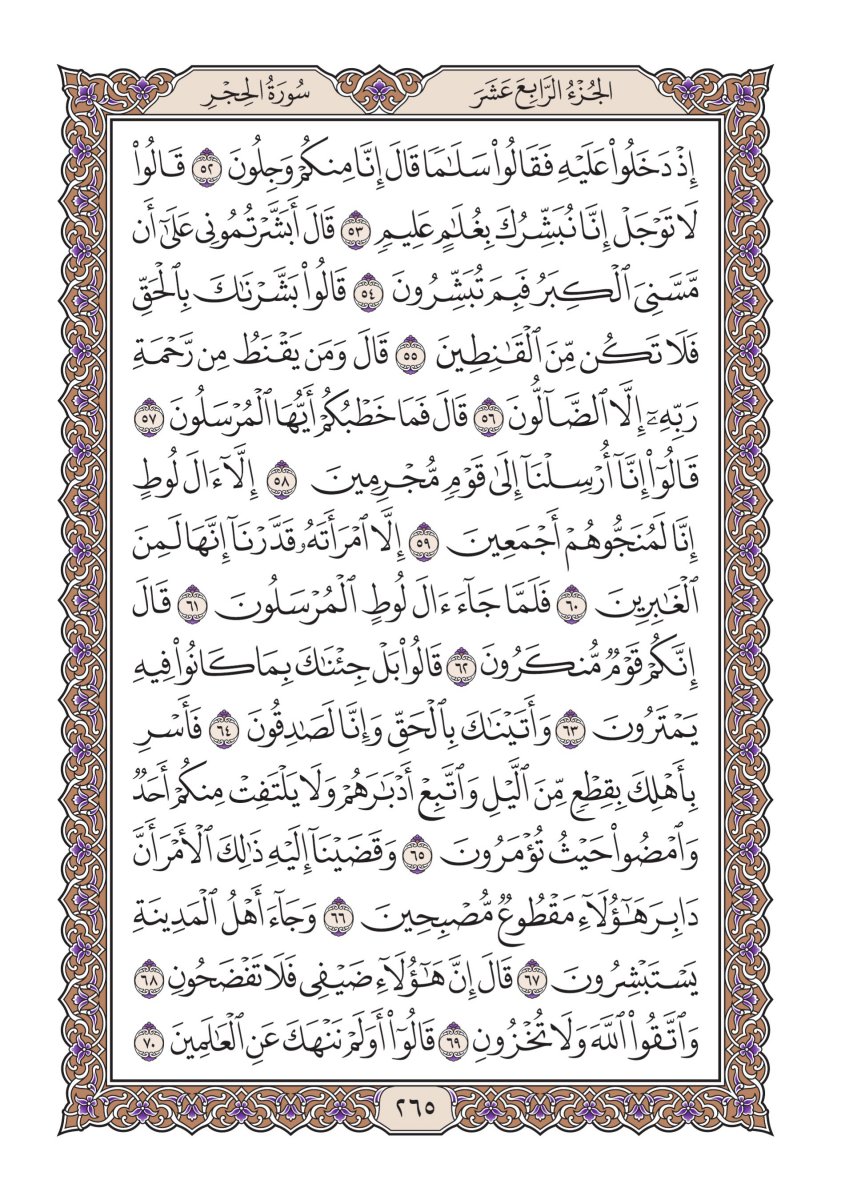 الجُزْءُ الرَّابِعَ عَشَرَ
سُورَةُ الحِجْرِ
إِذۡ دَخَلُواْ عَلَيۡهِ فَقَالُواْ سَلَٰمٗا قَالَ إِنَّا مِنكُمۡ وَجِلُونَ ٥٢ قَالُواْ
لَا تَوۡجَلۡ إِنَّا نُبَشِّرُكَ بِغُلَٰمٍ عَلِيمٖ ٥٣ قَالَ أَبَشَّرۡتُمُونِي عَلَىٰٓ أَن
مَّسَّنِيَ ٱلۡكِبَرُ فَبِمَ تُبَشِّرُونَ ٥٤ قَالُواْ بَشَّرۡنَٰكَ بِٱلۡحَقِّ
فَلَا تَكُن مِّنَ ٱلۡقَٰنِطِينَ ٥٥ قَالَ وَمَن يَقۡنَطُ مِن رَّحۡمَةِ
رَبِّهِۦٓ إِلَّا ٱلضَّآلُّونَ ٥٦ قَالَ فَمَا خَطۡبُكُمۡ أَيُّهَا ٱلۡمُرۡسَلُونَ ٥٧
قَالُوٓاْ إِنَّآ أُرۡسِلۡنَآ إِلَىٰ قَوۡمٖ مُّجۡرِمِينَ ٥٨ إِلَّآ ءَالَ لُوطٍ
إِنَّا لَمُنَجُّوهُمۡ أَجۡمَعِينَ ٥٩ إِلَّا ٱمۡرَأَتَهُۥ قَدَّرۡنَآ إِنَّهَا لَمِنَ
ٱلۡغَٰبِرِينَ ٦٠ فَلَمَّا جَآءَ ءَالَ لُوطٍ ٱلۡمُرۡسَلُونَ ٦١ قَالَ
إِنَّكُمۡ قَوۡمٞ مُّنكَرُونَ ٦٢ قَالُواْ بَلۡ جِئۡنَٰكَ بِمَا كَانُواْ فِيهِ
يَمۡتَرُونَ ٦٣ وَأَتَيۡنَٰكَ بِٱلۡحَقِّ وَإِنَّا لَصَٰدِقُونَ ٦٤ فَأَسۡرِ
بِأَهۡلِكَ بِقِطۡعٖ مِّنَ ٱلَّيۡلِ وَٱتَّبِعۡ أَدۡبَٰرَهُمۡ وَلَا يَلۡتَفِتۡ مِنكُمۡ أَحَدٞ
وَٱمۡضُواْ حَيۡثُ تُؤۡمَرُونَ ٦٥ وَقَضَيۡنَآ إِلَيۡهِ ذَٰلِكَ ٱلۡأَمۡرَ أَنَّ
دَابِرَ هَٰٓؤُلَآءِ مَقۡطُوعٞ مُّصۡبِحِينَ ٦٦ وَجَآءَ أَهۡلُ ٱلۡمَدِينَةِ
يَسۡتَبۡشِرُونَ ٦٧ قَالَ إِنَّ هَٰٓؤُلَآءِ ضَيۡفِي فَلَا تَفۡضَحُونِ ٦٨
وَٱتَّقُواْ ٱللَّهَ وَلَا تُخۡزُونِ ٦٩ قَالُوٓاْ أَوَلَمۡ نَنۡهَكَ عَنِ ٱلۡعَٰلَمِينَ ٧٠
٢٦٥